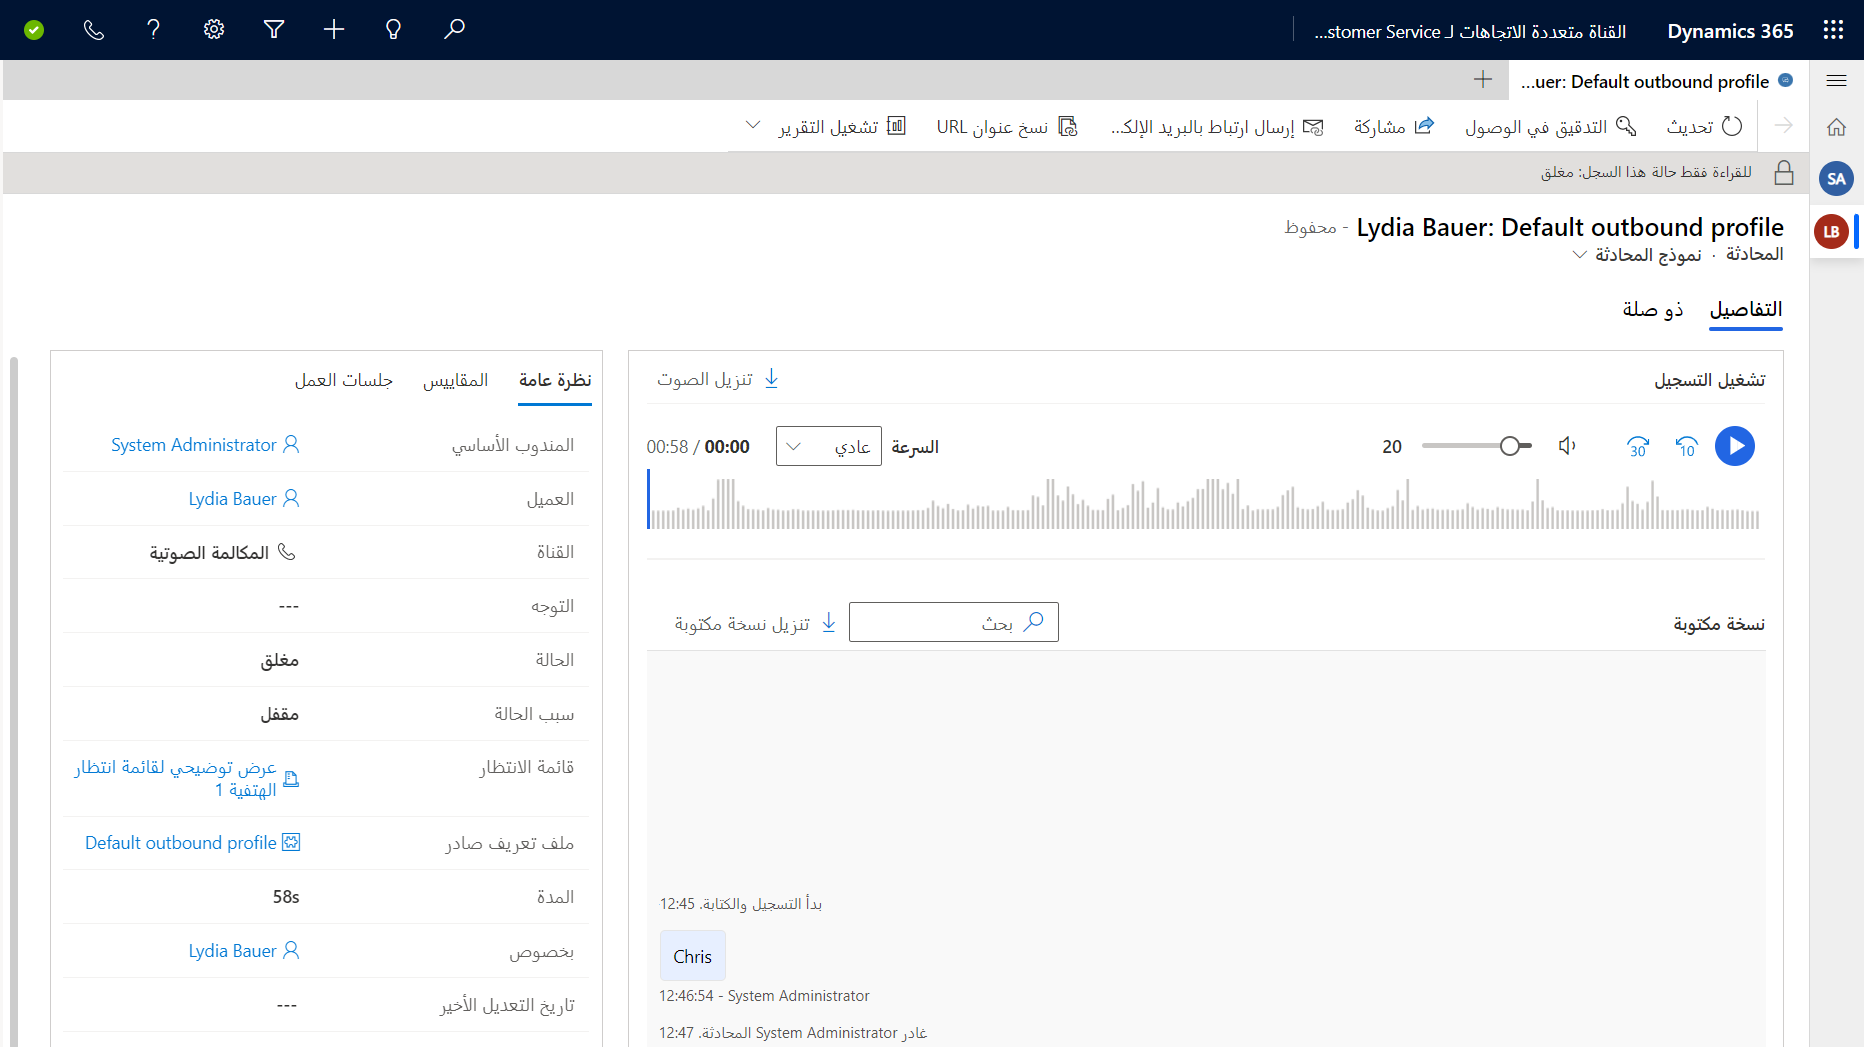 Dynamics 365
القناة متعددة الاتجاهات لـ stomer Service...
...uer: Default outbound profile
تحديث
التدقيق في الوصول
مشاركة
إرسال ارتباط بالبريد الإلك...
نسخ عنوان URL
تشغيل التقرير
للقراءة فقط حالة هذا السجل: مغلق
SA
LB
Lydia Bauer: Default outbound profile - محفوظ
المحادثة · نموذج المحادثة
التفاصيل
ذو صلة
تشغيل التسجيل
تنزيل الصوت
10
30
20
السرعة
عادي
00:00 / 00:58
نسخة مكتوبة
بحث
تنزيل نسخة مكتوبة
بدأ التسجيل والكتابة. 12:45
Chris
12:46:54 - System Administrator
غادر System Administrator المحادثة. 12:47
نظرة عامة
المقاييس
جلسات العمل
المندوب الأساسي
System Administrator
العميل
Lydia Bauer
القناة
المكالمة الصوتية
التوجه
---
الحالة
مغلق
سبب الحالة
مقفل
قائمة الانتظار
عرض توضيحي لقائمة انتظار
الهتفية 1
ملف تعريف صادر
Default outbound profile
المدة
58s
بخصوص
Lydia Bauer
تاريخ التعديل الأخير
---